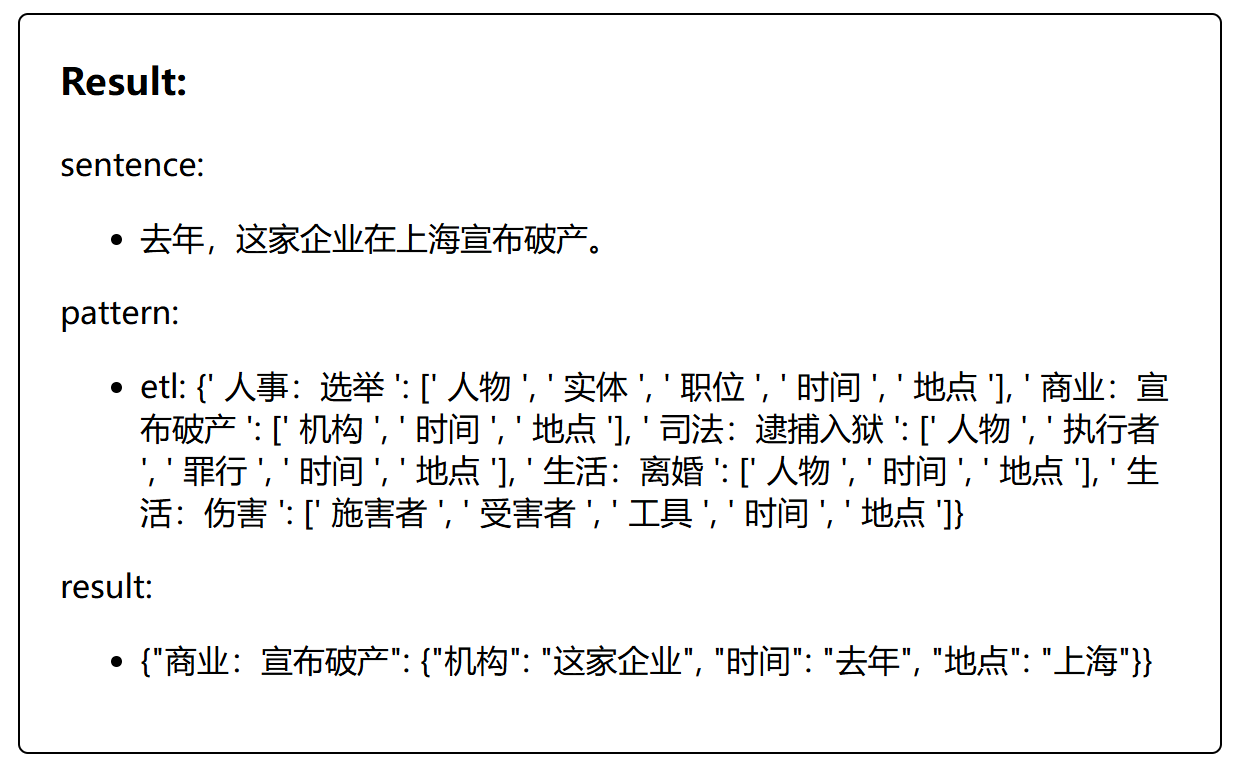 Result:
sentence:
• 去年，这家企业在上海宣布破产。
pattern:
• etl: {' 人事：选举 ': [' 人物 ', ' 实体 ', ' 职位 ', ' 时间 ', ' 地点 '], ' 商业：宣
布破产 ': [' 机构 ', ' 时间 ', ' 地点 '], ' 司法：逮捕入狱 ': [' 人物 ', ' 执行者
', ' 罪行 ', ' 时间 ', ' 地点 '], ' 生活：离婚 ': [' 人物 ', ' 时间 ', ' 地点 '], ' 生
活：伤害 ': [' 施害者 ', ' 受害者 ', ' 工具 ', ' 时间 ', ' 地点 ']}
result:
• {"商业：宣布破产": {"机构": "这家企业", "时间": "去年", "地点": "上海"}}